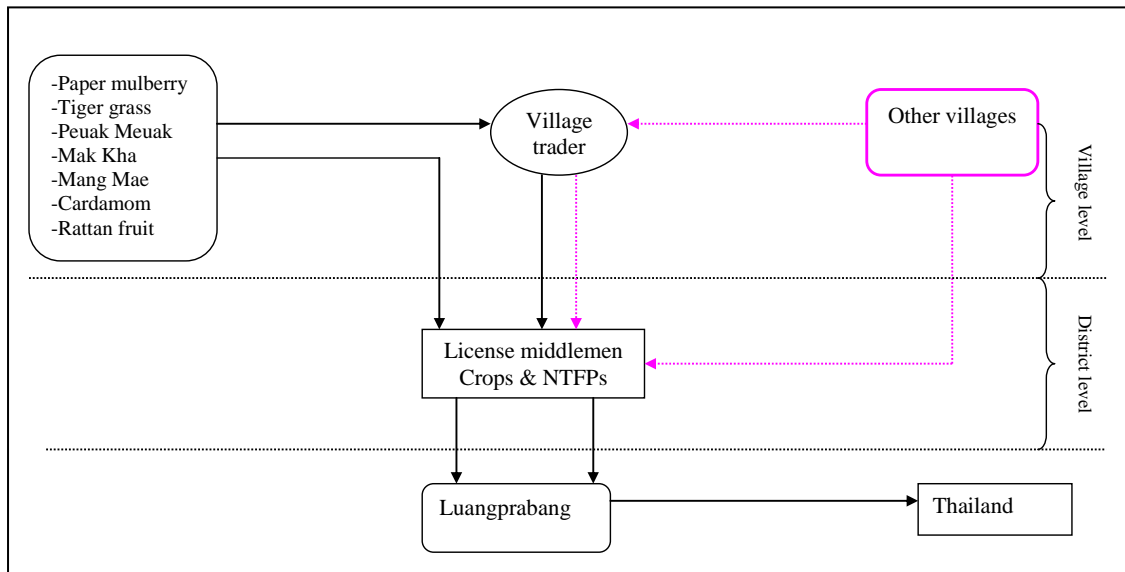 -Paper mulberry
-Tiger grass
-Peuak Meuak
-Mak Kha
-Mang Mae
-Cardamom
-Rattan fruit
Village
trader
Other villages
Village level
License middlemen
Crops & NTFPs
District level
Luangprabang
Thailand